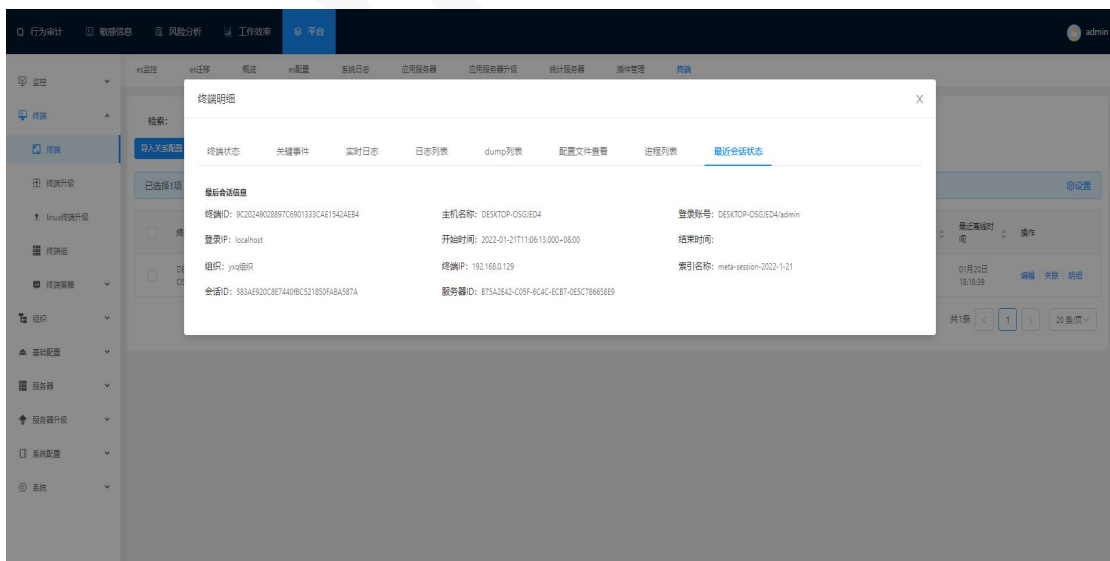 行为审计 敏感信息 风险分析 工作效率 平台 admin
监控 es监控 es迁移 概览 es配置 系统日志 应用服务器 应用服务器升级 统计服务器 插件管理 终端
终端明细 X
终端 检索:
终端 导入关系配置 终端状态 关键事件 实时日志 日志列表 dump列表 配置文件查看 进程列表 最近会话状态
终端升级 已选择1项 最后会话信息 设置
终端ID: 9C20249028897C6901333CAE1542AEB4 主机名称: DESKTOP-OSGJED4 登录账号: DESKTOP-OSGJED4/admin
linux终端升级
终 登录IP: localhost 开始时间: 2022-01-21T11:06:13.000+08:00 结束时间: 最近离线时间 操作
终端组
组织: yxq组织 终端IP: 192.168.0.129 索引名称: meta-session-2022-1-21 01月20日
DE
OS 18:18:39 编辑 关联 明细
终端策略 会话ID: 583AE920C8E7440fBC521850FABA587A 服务器ID: B75A2E42-C05F-6C4C-ECB7-0E5C786658E9
组织 共1条 < 1 > 20 条/页
基础配置
服务器
服务器升级
系统配置
系统